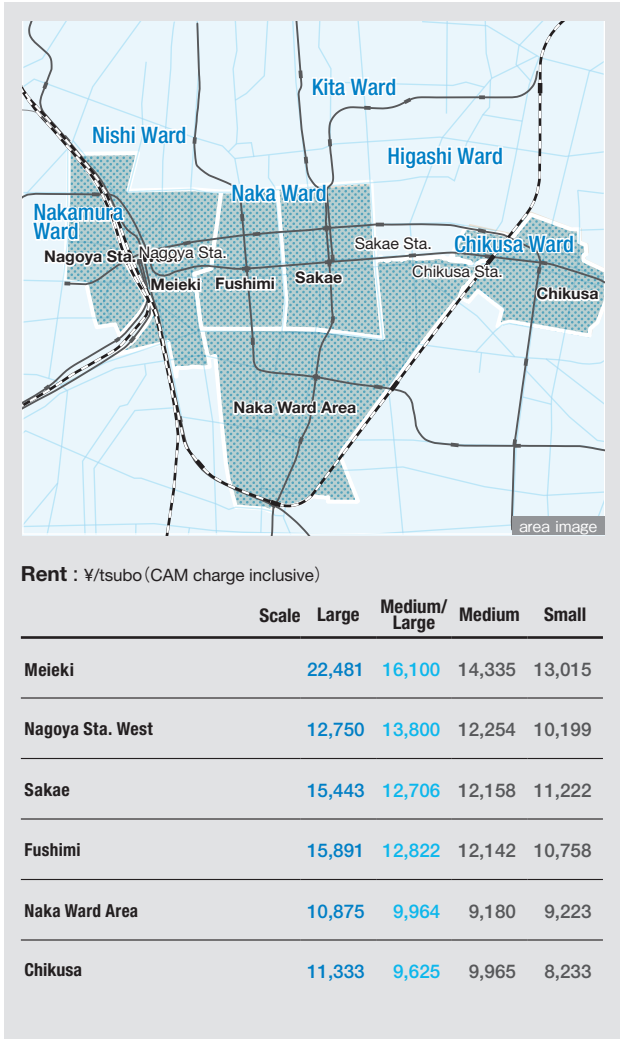 Kita Ward
Nishi Ward
Higashi Ward
Naka Ward
Nakamura
Ward
Sakae Sta.
Chikusa Ward
Nagoya Sta.
Nagoya Sta.
Chikusa Sta.
Meieki
Fushimi
Sakae
Chikusa
Naka Ward Area
area image
Rent : ¥/tsubo（CAM charge inclusive）
Scale Large Medium/
Large Medium Small
Meieki 22,481 16,100 14,335 13,015
Nagoya Sta. West 12,750 13,800 12,254 10,199
Sakae 15,443 12,706 12,158 11,222
Fushimi 15,891 12,822 12,142 10,758
Naka Ward Area 10,875 9,964 9,180 9,223
Chikusa 11,333 9,625 9,965 8,233